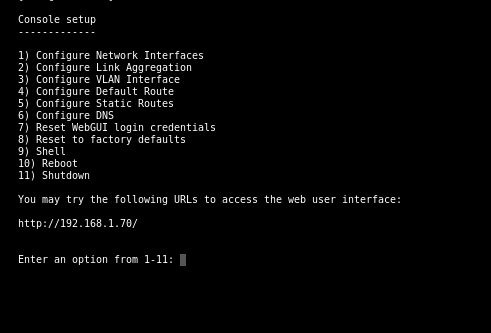 Console setup
-------------
1) Configure Network Interfaces
2) Configure Link Aggregation
3) Configure VLAN Interface
4) Configure Default Route
5) Configure Static Routes
6) Configure DNS
7) Reset WebGUI login credentials
8) Reset to factory defaults
9) Shell
10) Reboot
11) Shutdown
You may try the following URLs to access the web user interface:
http://192.168.1.70/
Enter an option from 1-11: